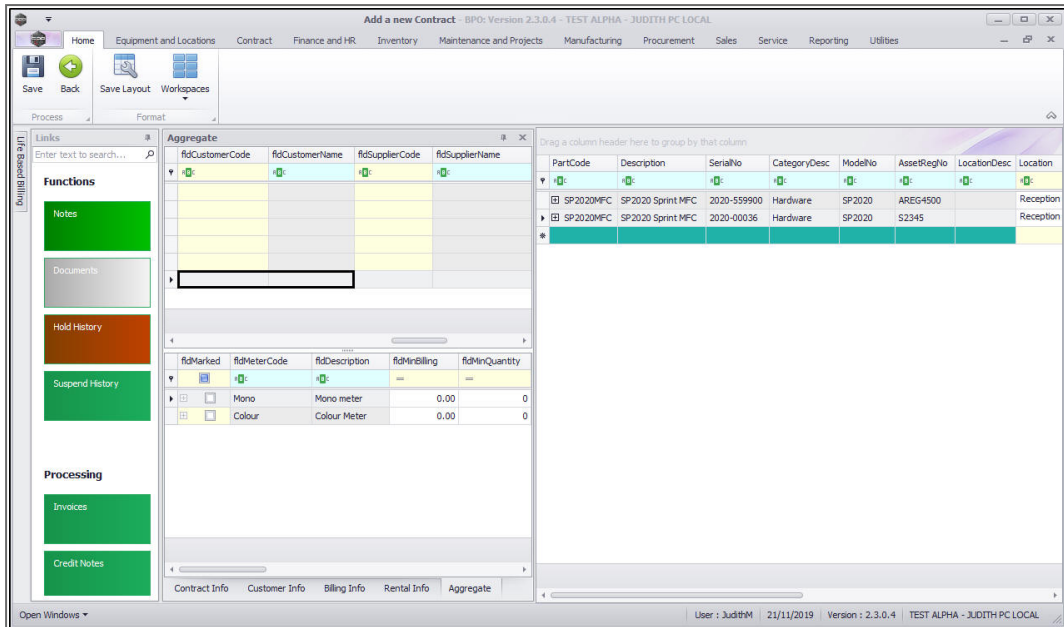 Add a new Contract - BPO: Version 2.3.0.4 - TEST ALPHA - JUDITH PC LOCAL
Home Equipment and Locations Contract Finance and HR Inventory Maintenance and Projects Manufacturing Procurement Sales Service Reporting Utilities
Save Back Save Layout Workspaces
Process Format
Life Based Billing
Links
Enter text to search...
Functions
Notes
Documents
Hold History
Suspend History
Processing
Invoices
Credit Notes
Aggregate
fldCustomerCode fldCustomerName fldSupplierCode fldSupplierName
fldMarked fldMeterCode fldDescription fldMinBilling fldMinQuantity
Mono Mono meter 0.00 0
Colour Colour Meter 0.00 0
Contract Info Customer Info Billing Info Rental Info Aggregate
Drag a column header here to group by that column
PartCode Description SerialNo CategoryDesc ModelNo AssetRegNo LocationDesc Location
SP2020MFC SP2020 Sprint MFC 2020-559900 Hardware SP2020 AREG4500 Reception
SP2020MFC SP2020 Sprint MFC 2020-00036 Hardware SP2020 S2345 Reception
Open Windows
User : JudithM 21/11/2019 Version : 2.3.0.4 TEST ALPHA - JUDITH PC LOCAL